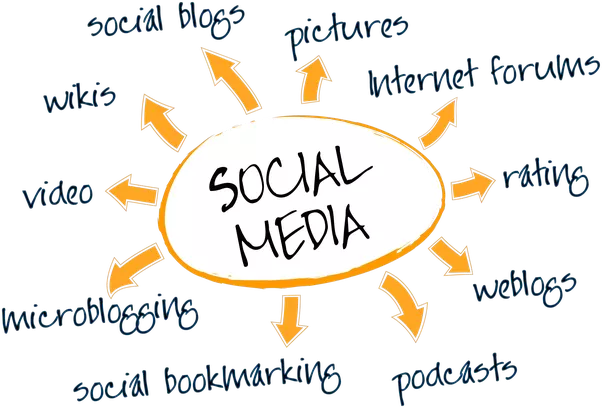 social blogs
pictures
Internet forums
wikis
SOCIAL
MEDIA
video
rating
microblogging
weblogs
social bookmarking
podcasts